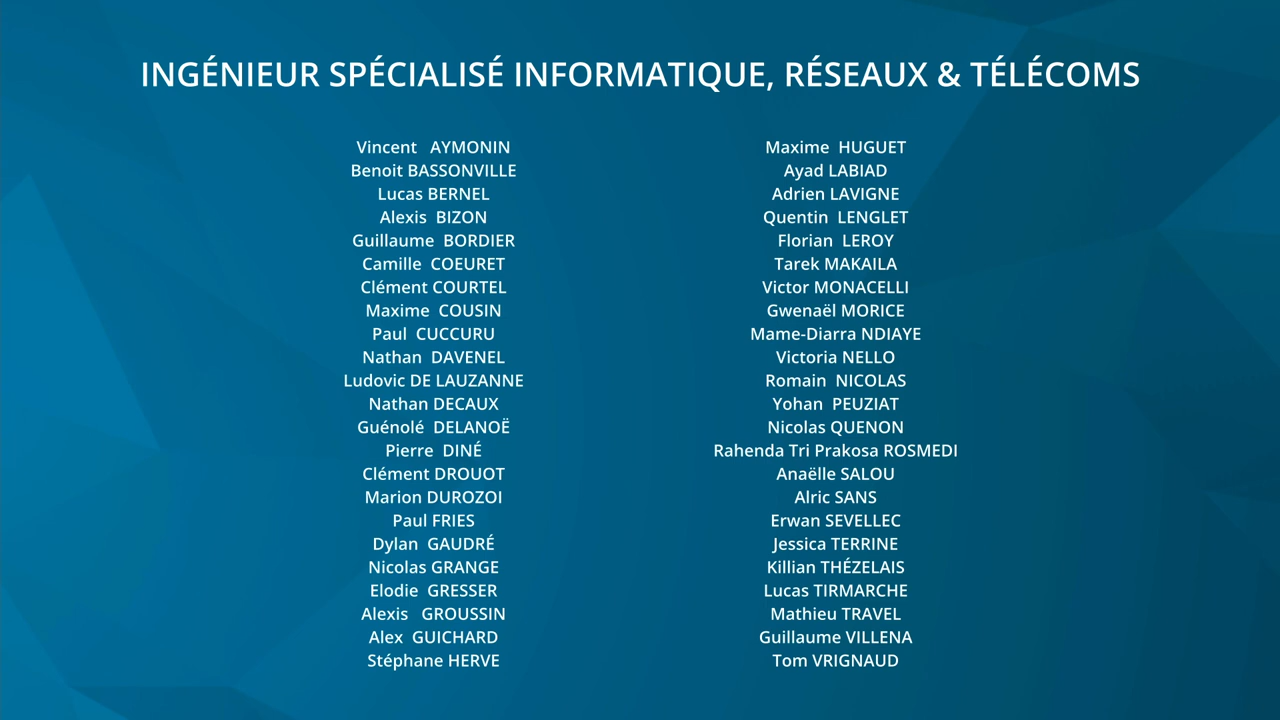 INGÉNIEUR SPÉCIALISÉ INFORMATIQUE, RÉSEAUX & TÉLÉCOMS
Vincent AYMONIN
Benoit BASSONVILLE
Lucas BERNEL
Alexis BIZON
Guillaume BORDIER
Camille COEURET
Clément COURTEL
Maxime COUSIN
Paul CUCCURU
Nathan DAVENEL
Ludovic DE LAUZANNE
Nathan DECAUX
Guénolé DELANOË
Pierre DINÉ
Clément DROUOT
Marion DUROZOI
Paul FRIES
Dylan GAUDRÉ
Nicolas GRANGE
Elodie GRESSER
Alexis GROUSSIN
Alex GUICHARD
Stéphane HERVE
Maxime HUGUET
Ayad LABIAD
Adrien LAVIGNE
Quentin LENGLET
Florian LEROY
Tarek MAKAILA
Victor MONACELLI
Gwenaël MORICE
Mame-Diarra NDIAYE
Victoria NELLO
Romain NICOLAS
Yohan PEUZIAT
Nicolas QUENON
Rahenda Tri Prakosa ROSMEDI
Anaëlle SALOU
Alric SANS
Erwan SEVELLEC
Jessica TERRINE
Killian THÉZELAIS
Lucas TIRMARCHE
Mathieu TRAVEL
Guillaume VILLENA
Tom VRIGNAUD